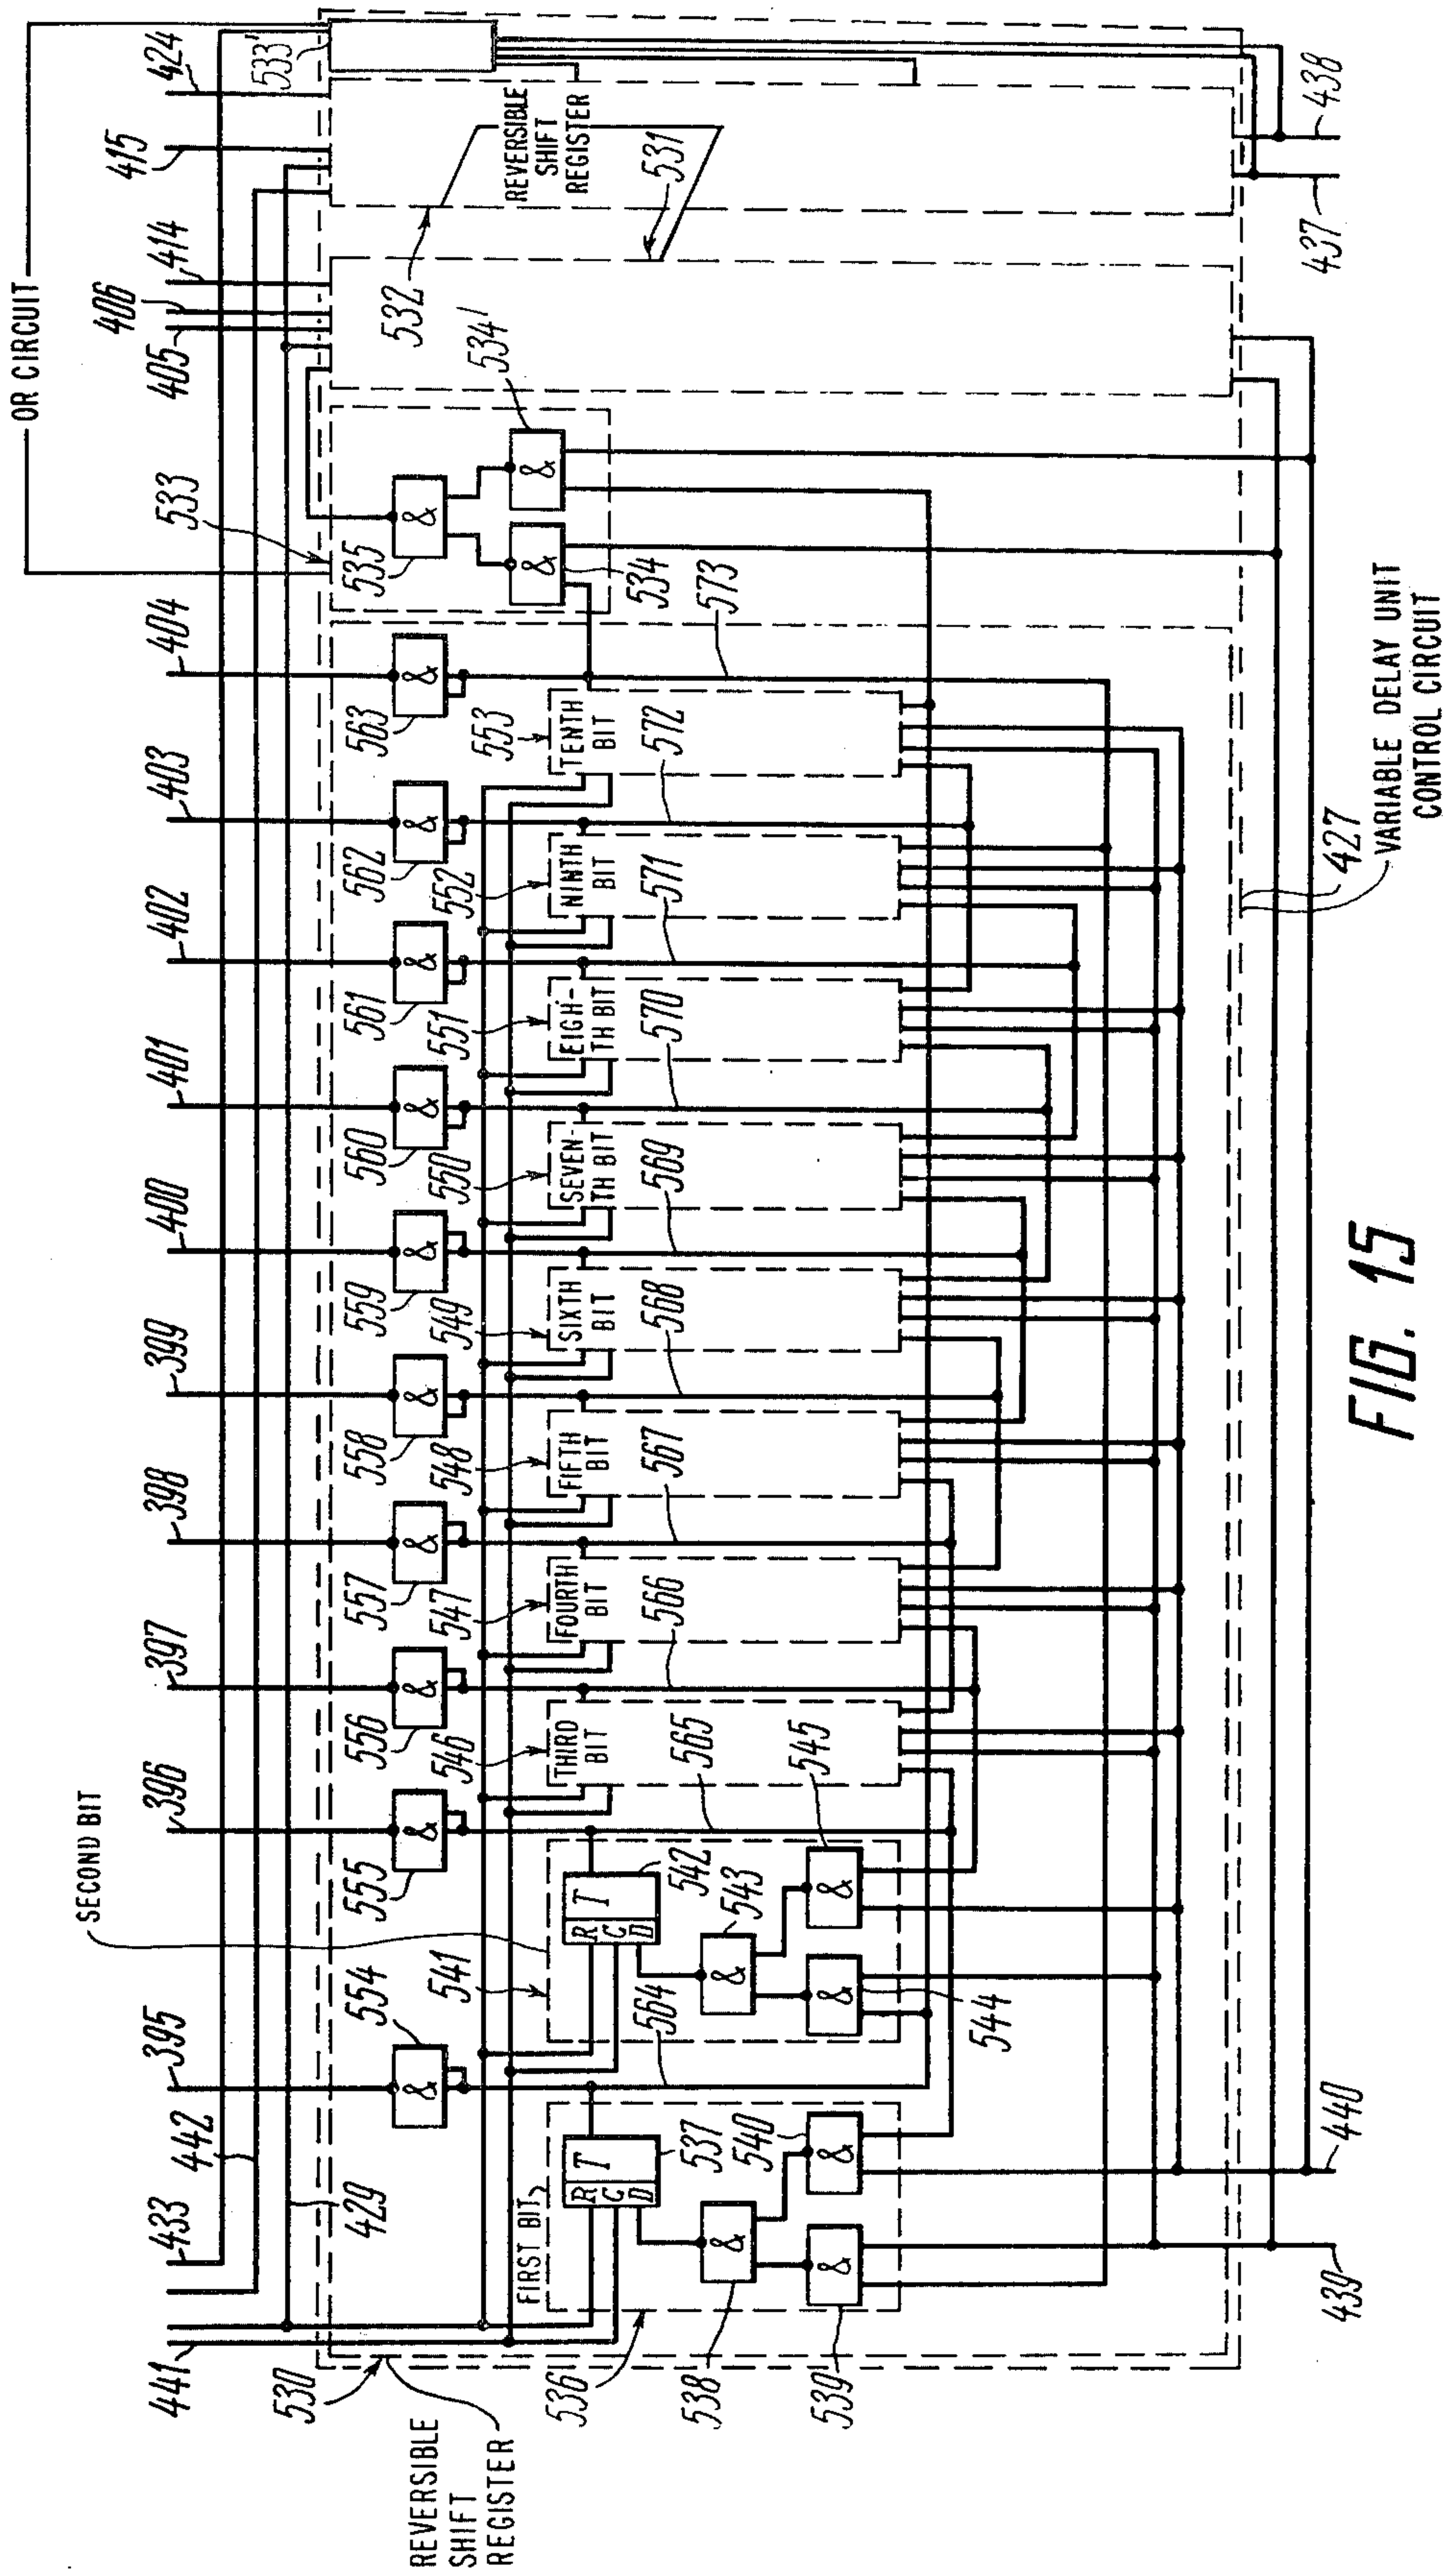 OR CIRCUIT
433
442
429
441
395
396
397
398
399
400
401
402
403
404
405
406
414
415
424
533'
533
SECOND BIT
554
555
556
557
558
559
560
561
562
563
535
&
&
&
&
&
&
&
&
&
&
&
530
REVERSIBLE
SHIFT
REGISTER
536
FIRST BIT
R
C
D
T
537
538
&
539
&
540
&
541
564
R
C
D
T
542
543
&
544
&
545
&
546
THIRD
BIT
565
547
FOURTH
BIT
566
548
FIFTH
BIT
567
549
SIXTH
BIT
568
550
SEVEN-
TH BIT
569
551
EIGH-
TH BIT
570
552
NINTH
BIT
571
553
TENTH
BIT
572
573
534
&
534'
&
532
REVERSIBLE
SHIFT
REGISTER
531
439
440
427
VARIABLE DELAY UNIT
CONTROL CIRCUIT
437
438
FIG. 15